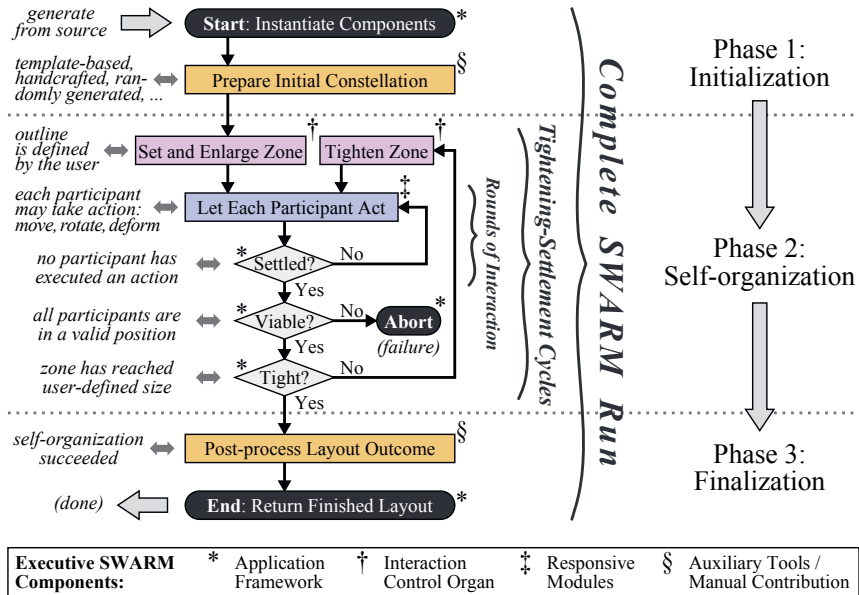 generate
from source
Start: Instantiate Components *
template-based,
handcrafted, ran-
domly generated, ...
Prepare Initial Constellation §
Phase 1:
Initialization
outline
is defined
by the user
Set and Enlarge Zone †
Tighten Zone †
each participant
may take action:
move, rotate, deform
Let Each Participant Act ‡
no participant has
executed an action
* Settled? No
Yes
all participants are
in a valid position
* Viable? No
Abort *
(failure)
Yes
zone has reached
user-defined size
* Tight? No
Yes
Rounds of Interaction
Tightening-Settlement Cycles
Complete SWARM Run
Phase 2:
Self-organization
self-organization
succeeded
Post-process Layout Outcome §
(done)
End: Return Finished Layout *
Phase 3:
Finalization
Executive SWARM
Components:
* Application
Framework
† Interaction
Control Organ
‡ Responsive
Modules
§ Auxiliary Tools /
Manual Contribution